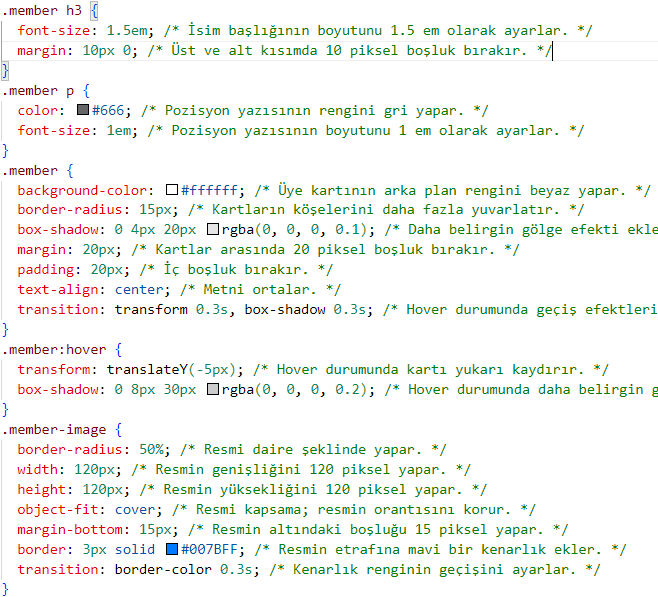 .member h3 {
font-size: 1.5em; /* İsim başlığının boyutunu 1.5 em olarak ayarlar. */
margin: 10px 0; /* Üst ve alt kısımda 10 piksel boşluk bırakır. */
}
.member p {
color: #666; /* Pozisyon yazısının rengini gri yapar. */
font-size: 1em; /* Pozisyon yazısının boyutunu 1 em olarak ayarlar. */
}
.member {
background-color: #ffffff; /* Üye kartının arka plan rengini beyaz yapar. */
border-radius: 15px; /* Kartların köşelerini daha fazla yuvarlatır. */
box-shadow: 0 4px 20px rgba(0, 0, 0, 0.1); /* Daha belirgin gölge efekti ekle
margin: 20px; /* Kartlar arasında 20 piksel boşluk bırakır. */
padding: 20px; /* İç boşluk bırakır. */
text-align: center; /* Metni ortalar. */
transition: transform 0.3s, box-shadow 0.3s; /* Hover durumunda geçiş efektleri
}
.member:hover {
transform: translateY(-5px); /* Hover durumunda kartı yukarı kaydırır. */
box-shadow: 0 8px 30px rgba(0, 0, 0, 0.2); /* Hover durumunda daha belirgin g
}
.member-image {
border-radius: 50%; /* Resmi daire şeklinde yapar. */
width: 120px; /* Resmin genişliğini 120 piksel yapar. */
height: 120px; /* Resmin yüksekliğini 120 piksel yapar. */
object-fit: cover; /* Resmi kapsama; resmin orantısını korur. */
margin-bottom: 15px; /* Resmin altındaki boşluğu 15 piksel yapar. */
border: 3px solid #007BFF; /* Resmin etrafına mavi bir kenarlık ekler. */
transition: border-color 0.3s; /* Kenarlık renginin geçişini ayarlar. */
}